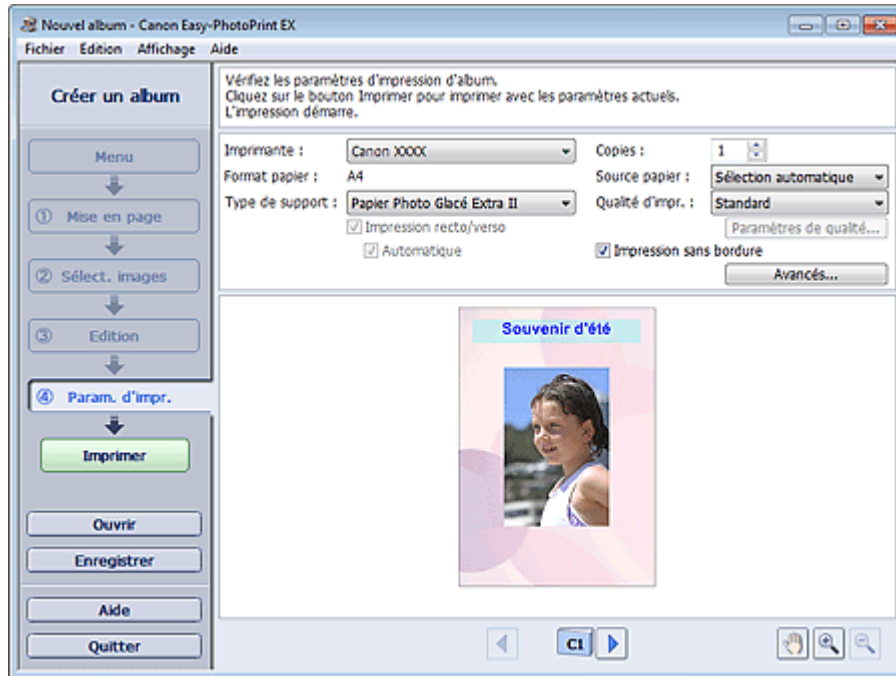 Nouvel album - Canon Easy-PhotoPrint EX
Fichier Edition Affichage Aide
Créer un album
Vérifiez les paramètres d'impression d'album.
Cliquez sur le bouton Imprimer pour imprimer avec les paramètres actuels.
L'impression démarre.
Menu
① Mise en page
② Sélect. images
③ Edition
④ Param. d'impr.
Imprimer
Ouvrir
Enregistrer
Aide
Quitter
Imprimante : Canon XXXX Copies : 1
Format papier : A4 Source papier : Sélection automatique
Type de support : Papier Photo Glacé Extra II Qualité d'impr. : Standard
Impression recto/verso Paramètres de qualité...
Automatique Impression sans bordure
Avancés...
Souvenir d'été
C1